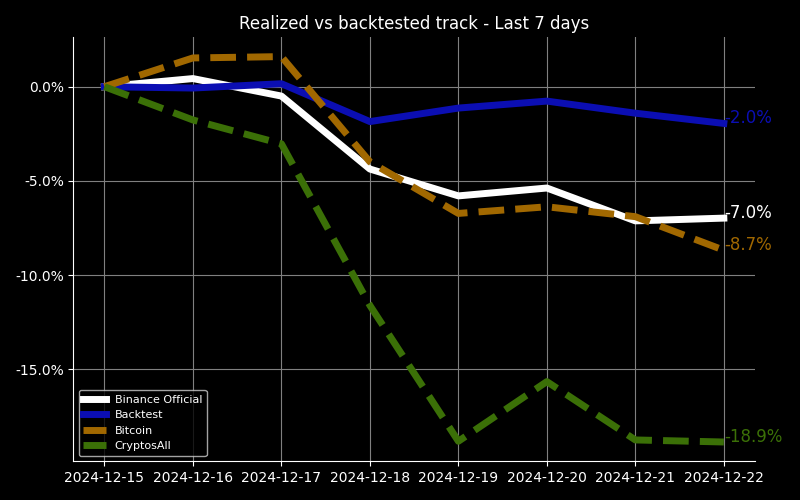 Realized vs backtested track - Last 7 days
0.0%
-5.0%
-10.0%
-15.0%
-2.0%
-7.0%
-8.7%
-18.9%
Binance Official
Backtest
Bitcoin
CryptosAll
2024-12-15 2024-12-16 2024-12-17 2024-12-18 2024-12-19 2024-12-20 2024-12-21 2024-12-22